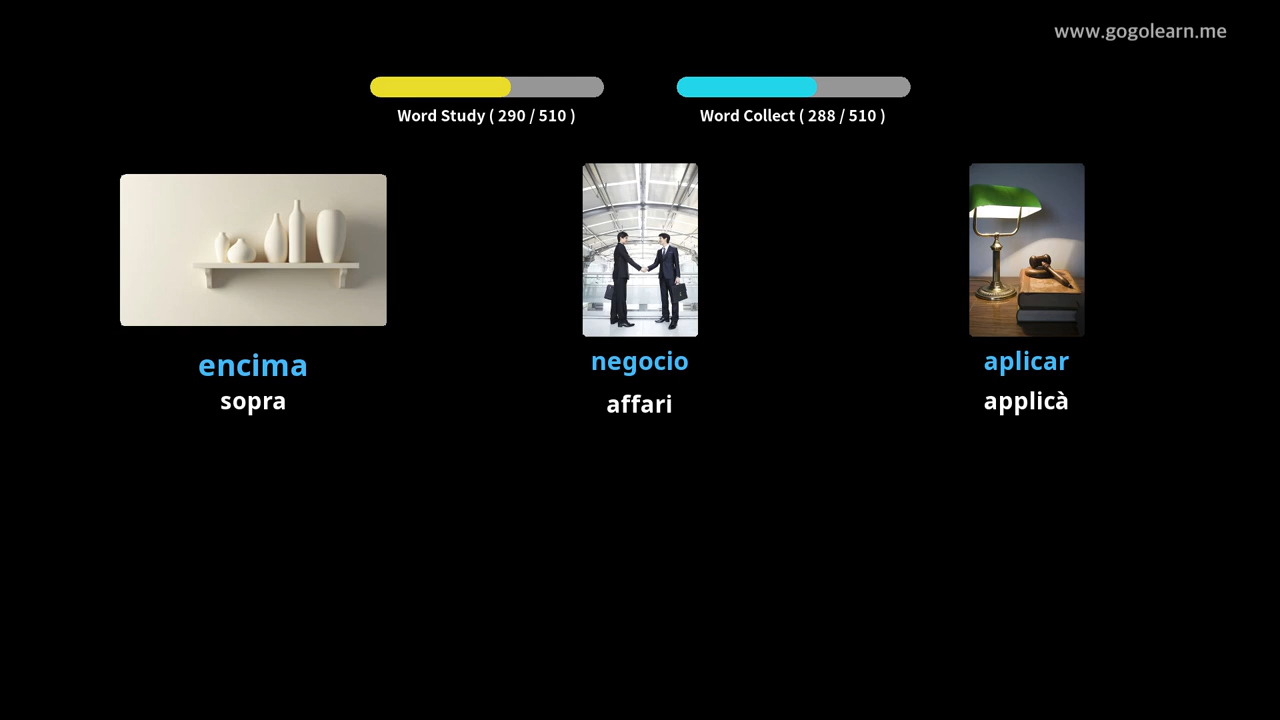 www.gogolearn.me
Word Study ( 290 / 510 )
Word Collect ( 288 / 510 )
encima
sopra
negocio
affari
aplicar
applicà